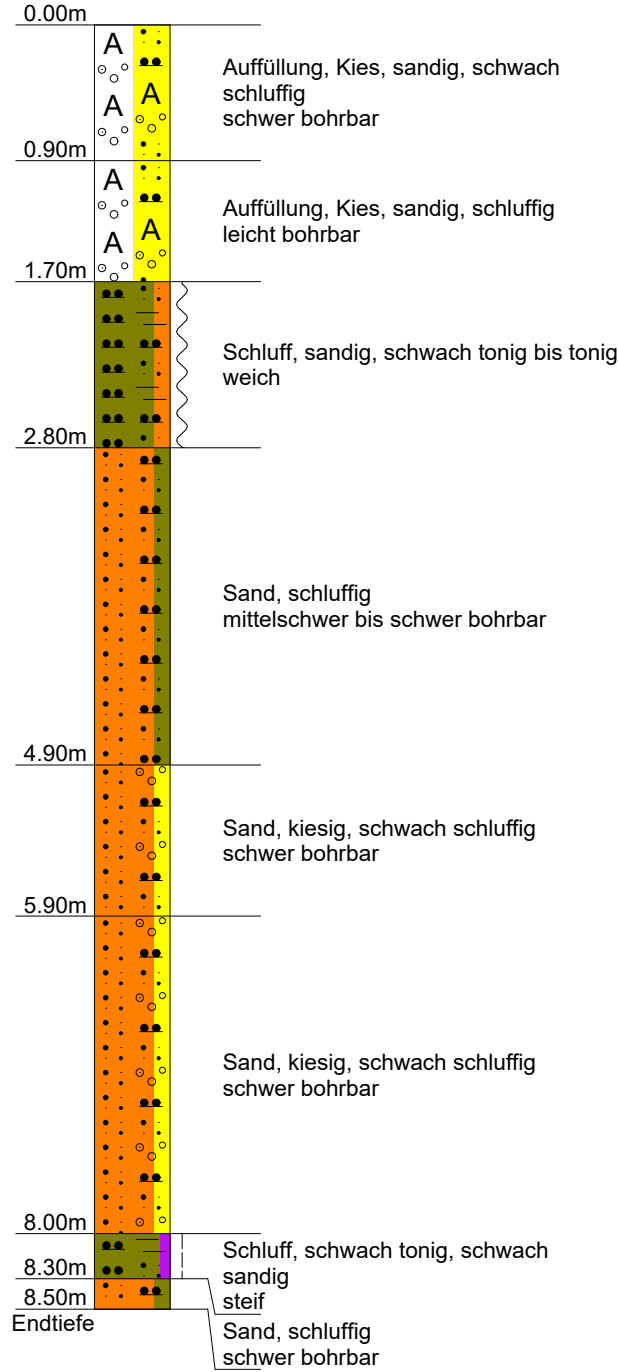 0.00m
A
A
A
Auffüllung, Kies, sandig, schwach
schluffig
schwer bohrbar
0.90m
A
A
A
Auffüllung, Kies, sandig, schluffig
leicht bohrbar
1.70m
Schluff, sandig, schwach tonig bis tonig
weich
2.80m
Sand, schluffig
mittelschwer bis schwer bohrbar
4.90m
Sand, kiesig, schwach schluffig
schwer bohrbar
5.90m
Sand, kiesig, schwach schluffig
schwer bohrbar
8.00m
Schluff, schwach tonig, schwach
sandig
steif
8.30m
8.50m
Endtiefe
Sand, schluffig
schwer bohrbar